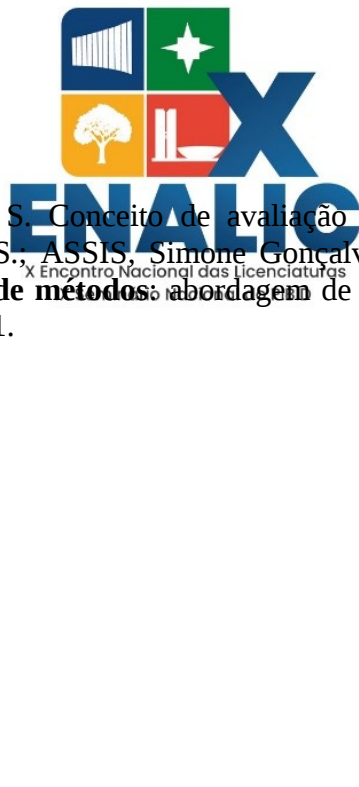 X
ENALIC
S. Conceito de avaliação
S.; ASSIS, Simone Gonçalv
X Encontro Nacional das Licenciaturas
de métodos: abordagem de
1.